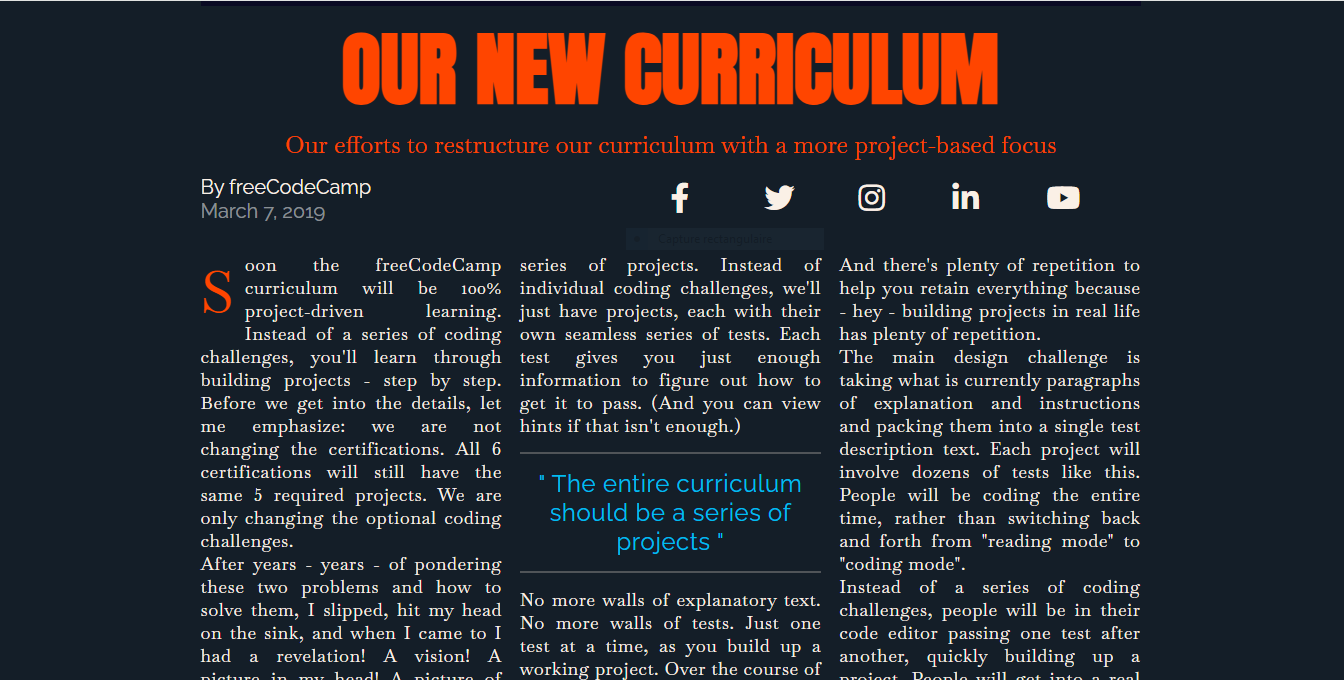 OUR NEW CURRICULUM
Our efforts to restructure our curriculum with a more project-based focus
By freeCodeCamp
March 7, 2019
Capture rectangulaire
Soon the freeCodeCamp
curriculum will be 100%
project-driven learning.
Instead of a series of coding
challenges, you'll learn through
building projects - step by step.
Before we get into the details, let
me emphasize: we are not
changing the certifications. All 6
certifications will still have the
same 5 required projects. We are
only changing the optional coding
challenges.
After years - years - of pondering
these two problems and how to
solve them, I slipped, hit my head
on the sink, and when I came to I
had a revelation! A vision! A
picture in my head! A picture of
series of projects. Instead of
individual coding challenges, we'll
just have projects, each with their
own seamless series of tests. Each
test gives you just enough
information to figure out how to
get it to pass. (And you can view
hints if that isn't enough.)
" The entire curriculum
should be a series of
projects "
No more walls of explanatory text.
No more walls of tests. Just one
test at a time, as you build up a
working project. Over the course of
And there's plenty of repetition to
help you retain everything because
- hey - building projects in real life
has plenty of repetition.
The main design challenge is
taking what is currently paragraphs
of explanation and instructions
and packing them into a single test
description text. Each project will
involve dozens of tests like this.
People will be coding the entire
time, rather than switching back
and forth from "reading mode" to
"coding mode".
Instead of a series of coding
challenges, people will be in their
code editor passing one test after
another, quickly building up a
project. People will get into a real